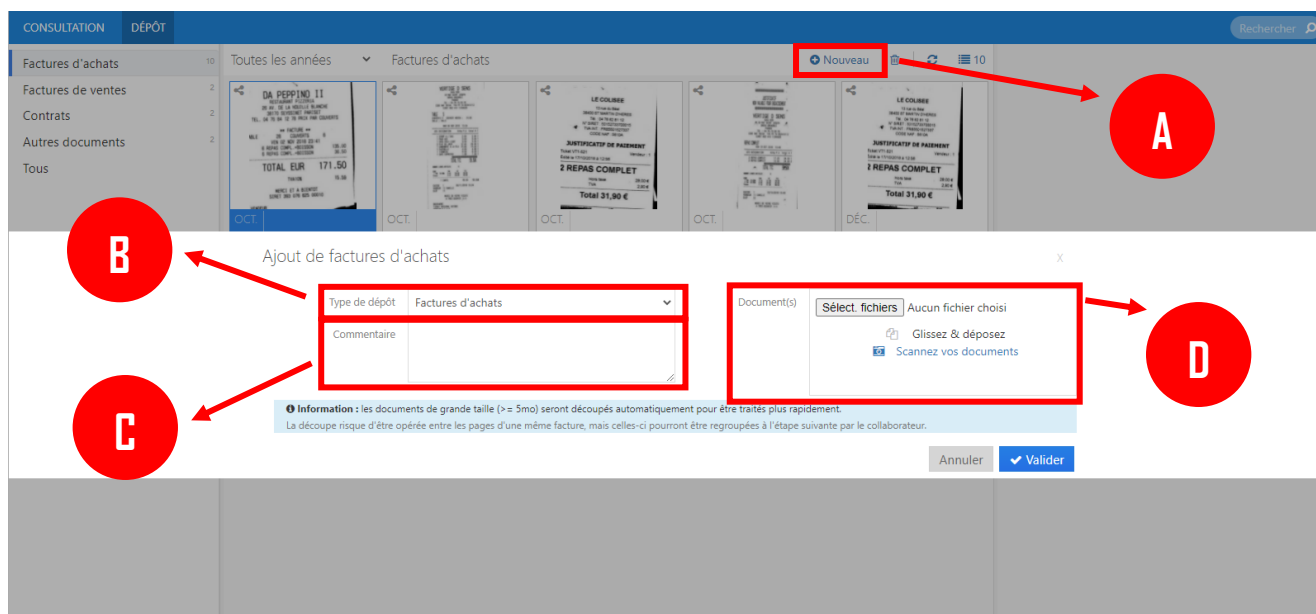 CONSULTATION DÉPÔT Rechercher
Factures d'achats 10
Factures de ventes 2
Contrats 2
Autres documents 2
Tous
Toutes les années Factures d'achats Nouveau 10
DA PEPPINO II
TOTAL EUR 171.50
OCT.
OCT.
LE COLISEE
JUSTIFICATIF DE PAIEMENT
2 REPAS COMPLET
Total 31,90 €
OCT.
OCT.
LE COLISEE
JUSTIFICATIF DE PAIEMENT
2 REPAS COMPLET
Total 31,90 €
DÉC.
A
B
Ajout de factures d'achats X
Type de dépôt Factures d'achats
Commentaire
Document(s) Sélect. fichiers Aucun fichier choisi
Glissez & déposez
Scannez vos documents
C
D
Information : les documents de grande taille (>= 5mo) seront découpés automatiquement pour être traités plus rapidement.
La découpe risque d'être opérée entre les pages d'une même facture, mais celles-ci pourront être regroupées à l'étape suivante par le collaborateur.
Annuler Valider